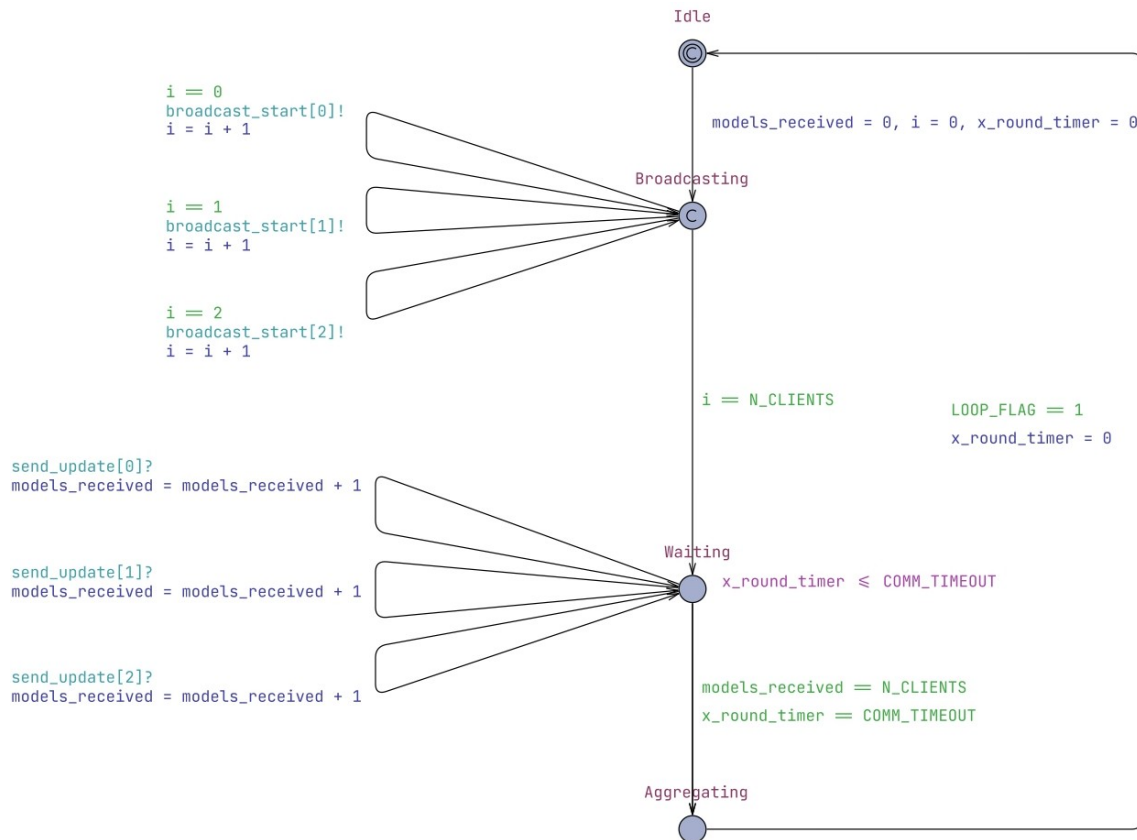 Idle
C
i == 0
broadcast_start[0]!
i = i + 1
models_received = 0, i = 0, x_round_timer = 0
Broadcasting
C
i == 1
broadcast_start[1]!
i = i + 1
i == 2
broadcast_start[2]!
i = i + 1
i == N_CLIENTS
LOOP_FLAG == 1
x_round_timer = 0
send_update[0]?
models_received = models_received + 1
Waiting
x_round_timer ≤ COMM_TIMEOUT
send_update[1]?
models_received = models_received + 1
send_update[2]?
models_received = models_received + 1
models_received == N_CLIENTS
x_round_timer == COMM_TIMEOUT
Aggregating